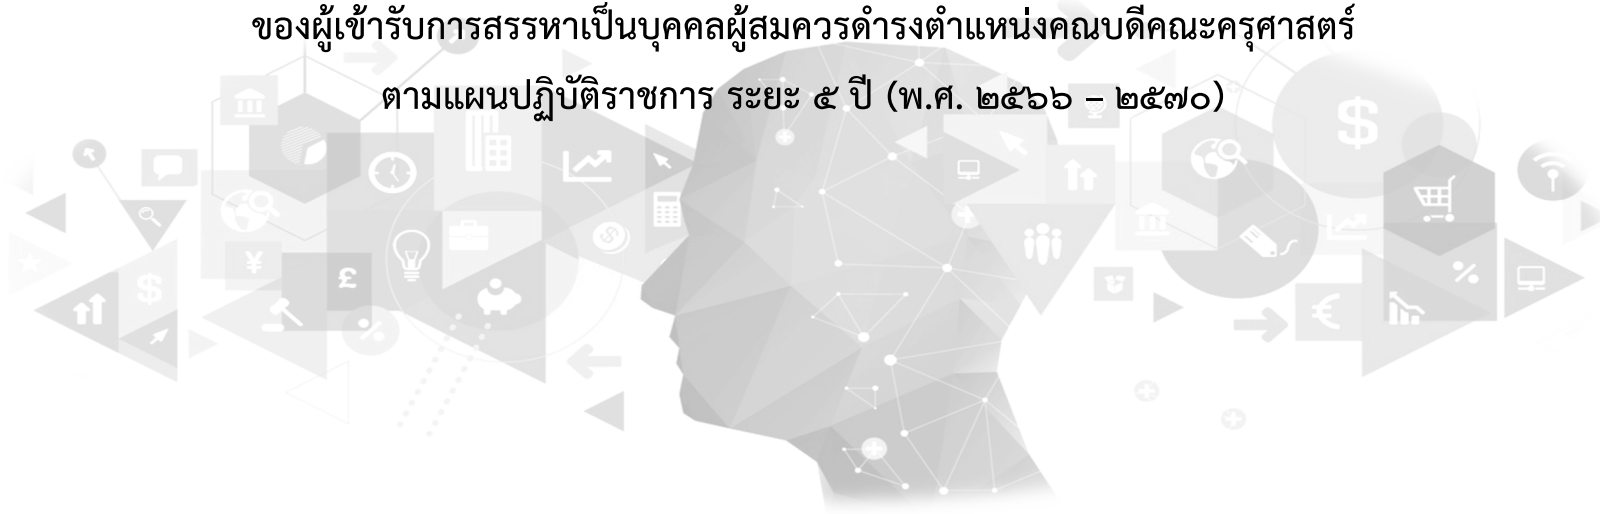 ของผู้เข้ารับการสรรหาเป็นบุคคลผู้สมควรดำรงตำแหน่งคณบดีคณะครุศาสตร์
ตามแผนปฏิบัติราชการ ระยะ ๕ ปี (พ.ศ. ๒๕๖๖ – ๒๕๗๐)